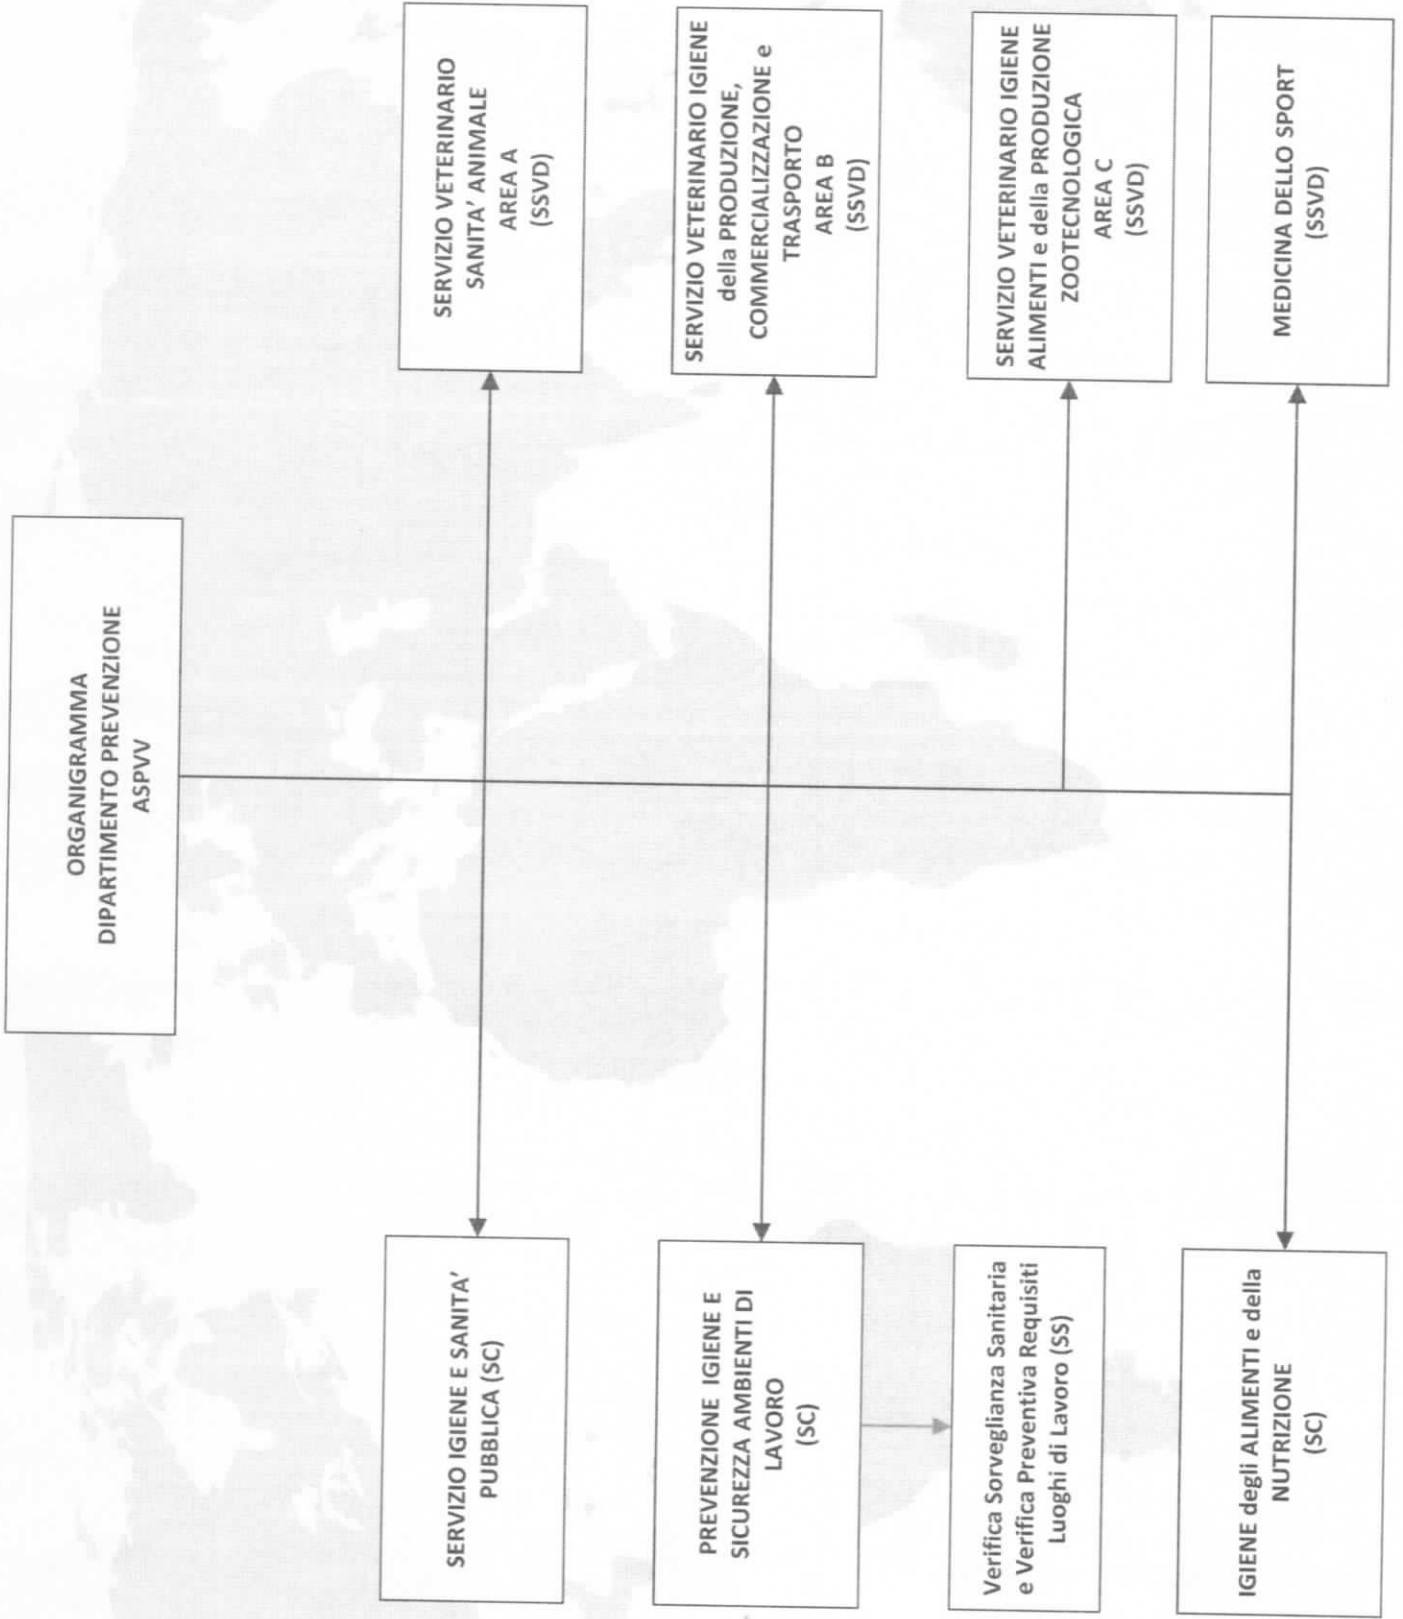 ORGANIGRAMMA
DIPARTIMENTO PREVENZIONE
ASPVV
SERVIZIO IGIENE E SANITA’
PUBBLICA (SC)
SERVIZIO VETERINARIO
SANITA’ ANIMALE
AREA A
(SSVD)
PREVENZIONE IGIENE E
SICUREZZA AMBIENTI DI
LAVORO
(SC)
SERVIZIO VETERINARIO IGIENE
della PRODUZIONE,
COMMERCIALIZZAZIONE e
TRASPORTO
AREA B
(SSVD)
Verifica Sorveglianza Sanitaria
e Verifica Preventiva Requisiti
Luoghi di Lavoro (SS)
SERVIZIO VETERINARIO IGIENE
ALIMENTI e della PRODUZIONE
ZOOTECNOLOGICA
AREA C
(SSVD)
IGIENE degli ALIMENTI e della
NUTRIZIONE
(SC)
MEDICINA DELLO SPORT
(SSVD)